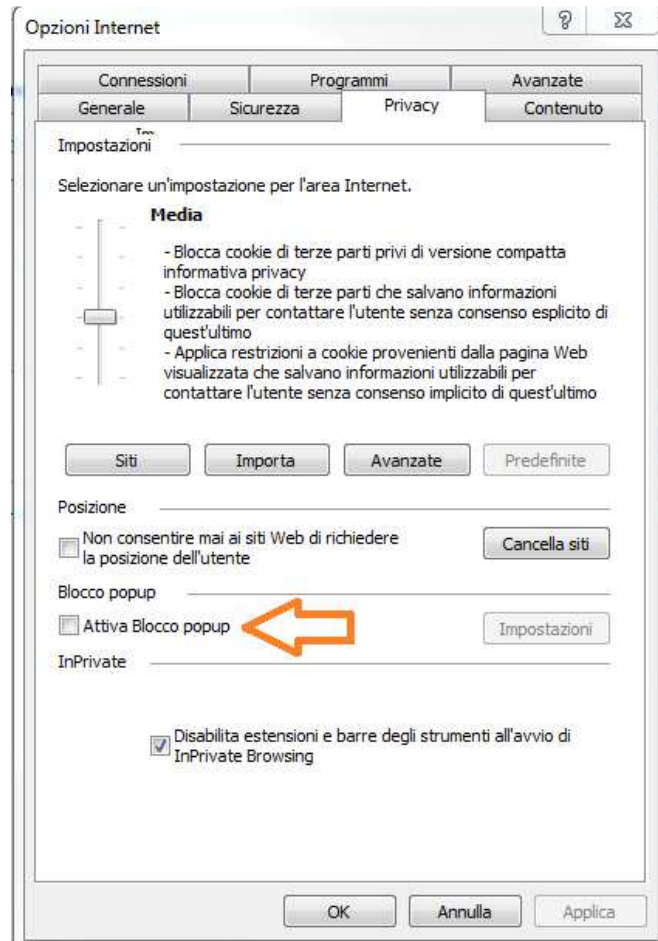 Opzioni Internet
Connessioni Programmi Avanzate
Generale Sicurezza Privacy Contenuto
Im
Impostazioni
Selezionare un'impostazione per l'area Internet.
Media
- Blocca cookie di terze parti privi di versione compatta
informativa privacy
- Blocca cookie di terze parti che salvano informazioni
utilizzabili per contattare l'utente senza consenso esplicito di
quest'ultimo
- Applica restrizioni a cookie provenienti dalla pagina Web
visualizzata che salvano informazioni utilizzabili per
contattare l'utente senza consenso implicito di quest'ultimo
Siti Importa Avanzate Predefinite
Posizione
Non consentire mai ai siti Web di richiedere
la posizione dell'utente
Cancella siti
Blocco popup
Attiva Blocco popup
Impostazioni
InPrivate
Disabilita estensioni e barre degli strumenti all'avvio di
InPrivate Browsing
OK Annulla Applica